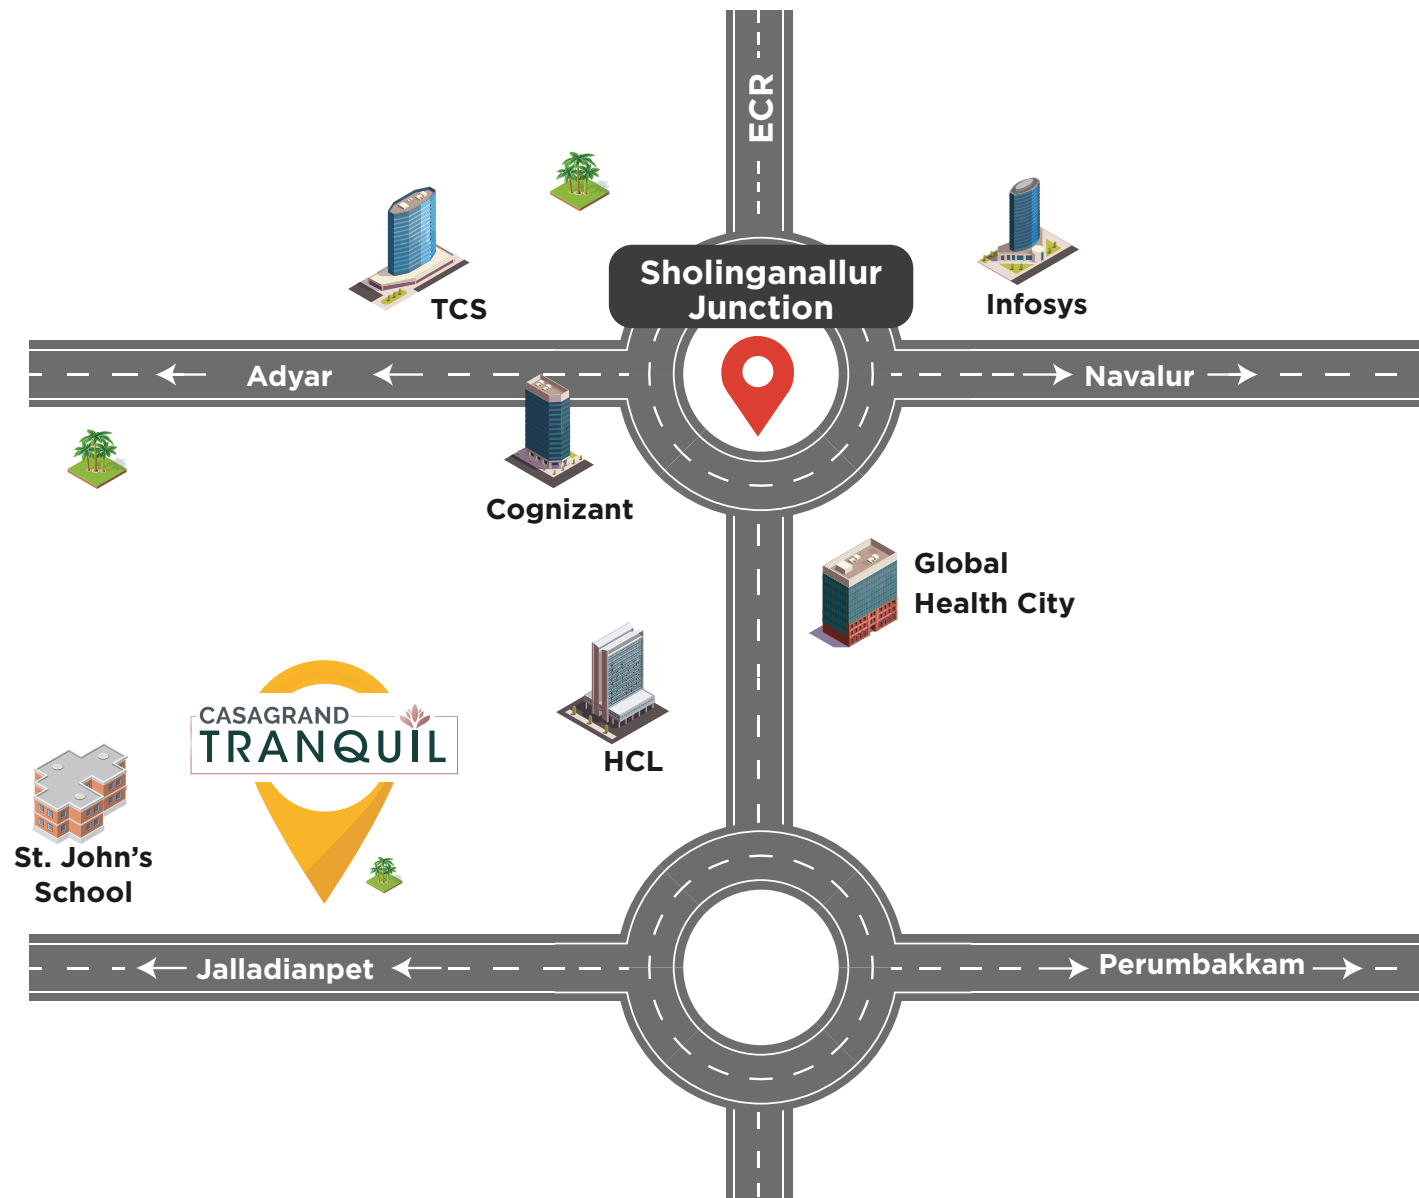 ECR
Sholinganallur
Junction
TCS
Infosys
Adyar
Navalur
Cognizant
Global
Health City
CASAGRAND
TRANQUIL
HCL
St. John’s
School
Jalladianpet
Perumbakkam